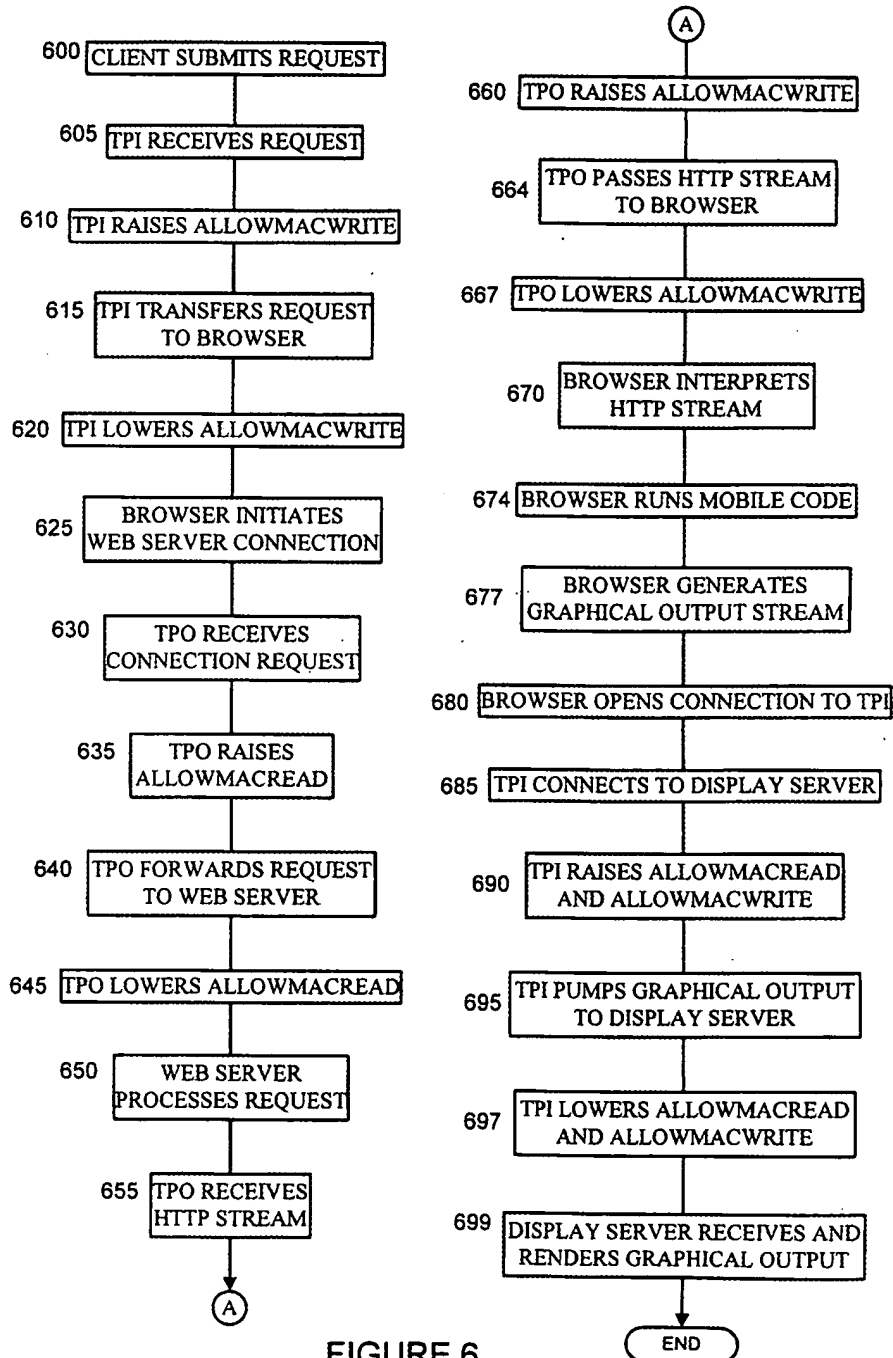 600 CLIENT SUBMITS REQUEST
605 TPI RECEIVES REQUEST
610 TPI RAISES ALLOWMACWRITE
615 TPI TRANSFERS REQUEST
TO BROWSER
620 TPI LOWERS ALLOWMACWRITE
625 BROWSER INITIATES
WEB SERVER CONNECTION
630 TPO RECEIVES
CONNECTION REQUEST
635 TPO RAISES
ALLOWMACREAD
640 TPO FORWARDS REQUEST
TO WEB SERVER
645 TPO LOWERS ALLOWMACREAD
650 WEB SERVER
PROCESSES REQUEST
655 TPO RECEIVES
HTTP STREAM
A
A
660 TPO RAISES ALLOWMACWRITE
664 TPO PASSES HTTP STREAM
TO BROWSER
667 TPO LOWERS ALLOWMACWRITE
670 BROWSER INTERPRETS
HTTP STREAM
674 BROWSER RUNS MOBILE CODE
677 BROWSER GENERATES
GRAPHICAL OUTPUT STREAM
680 BROWSER OPENS CONNECTION TO TPI
685 TPI CONNECTS TO DISPLAY SERVER
690 TPI RAISES ALLOWMACREAD
AND ALLOWMACWRITE
695 TPI PUMPS GRAPHICAL OUTPUT
TO DISPLAY SERVER
697 TPI LOWERS ALLOWMACREAD
AND ALLOWMACWRITE
699 DISPLAY SERVER RECEIVES AND
RENDERS GRAPHICAL OUTPUT
END
FIGURE 6